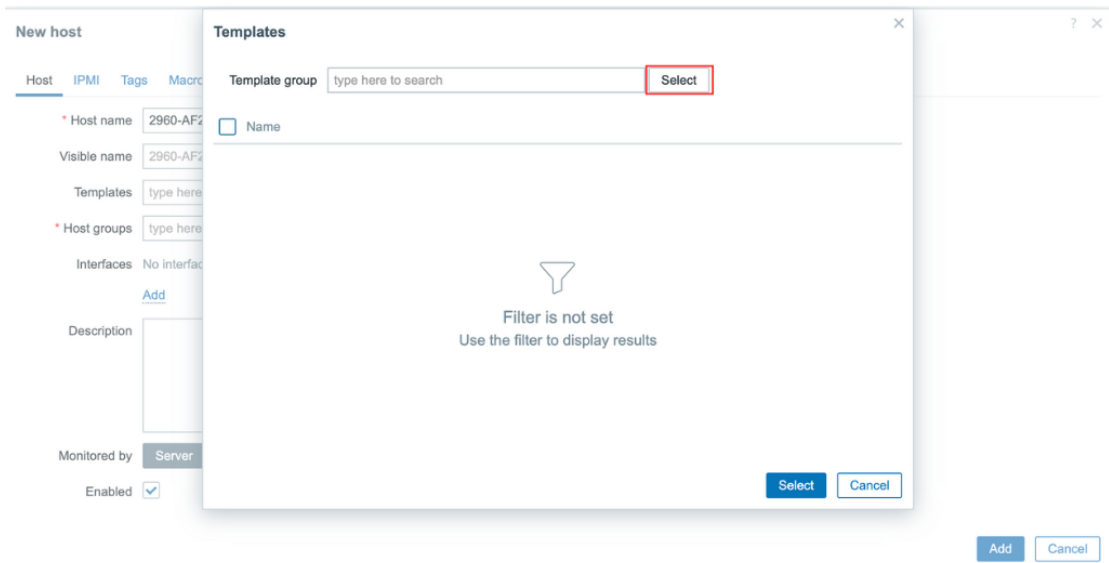 New host
? ×
Host IPMI Tags Macro
* Host name 2960-AF2
Visible name 2960-AF2
Templates type here
* Host groups type here
Interfaces No interfac
Add
Description
Monitored by Server
Enabled
Add Cancel
Templates
×
Template group type here to search Select
Name
Filter is not set
Use the filter to display results
Select Cancel